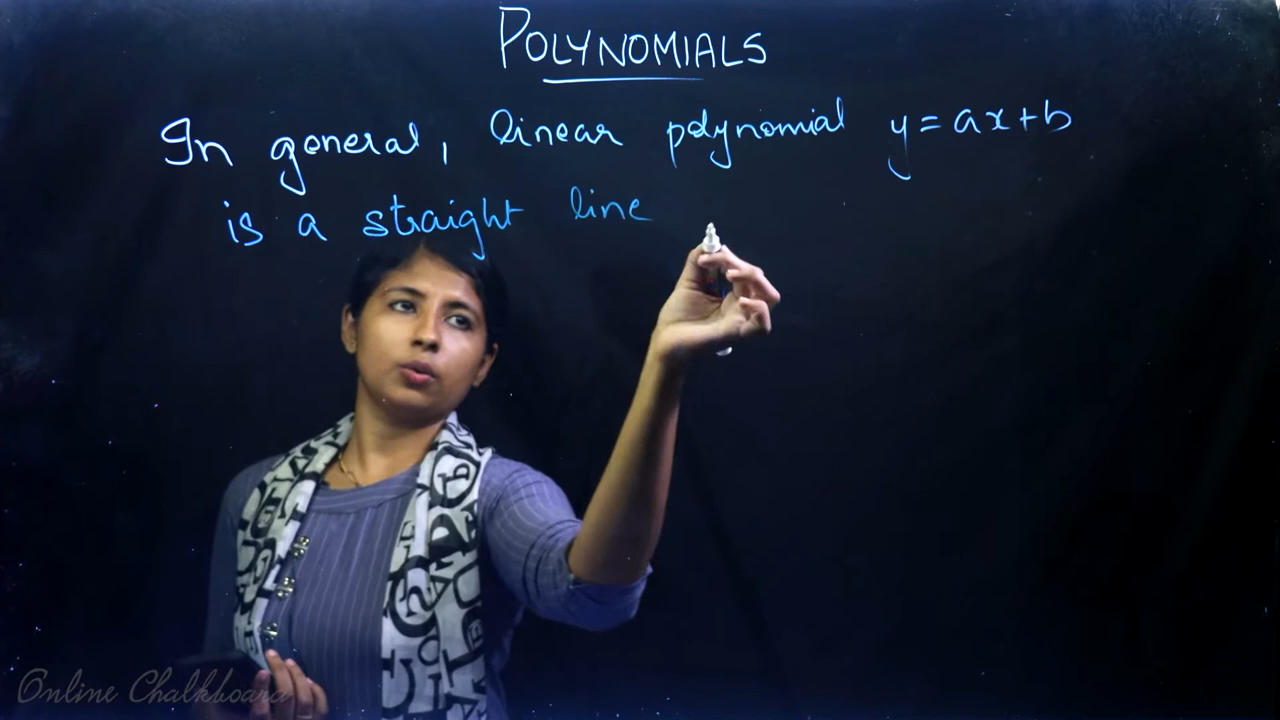 POLYNOMIALS
In general, linear polynomial y = ax + b
is a straight line
Online Chalkboard